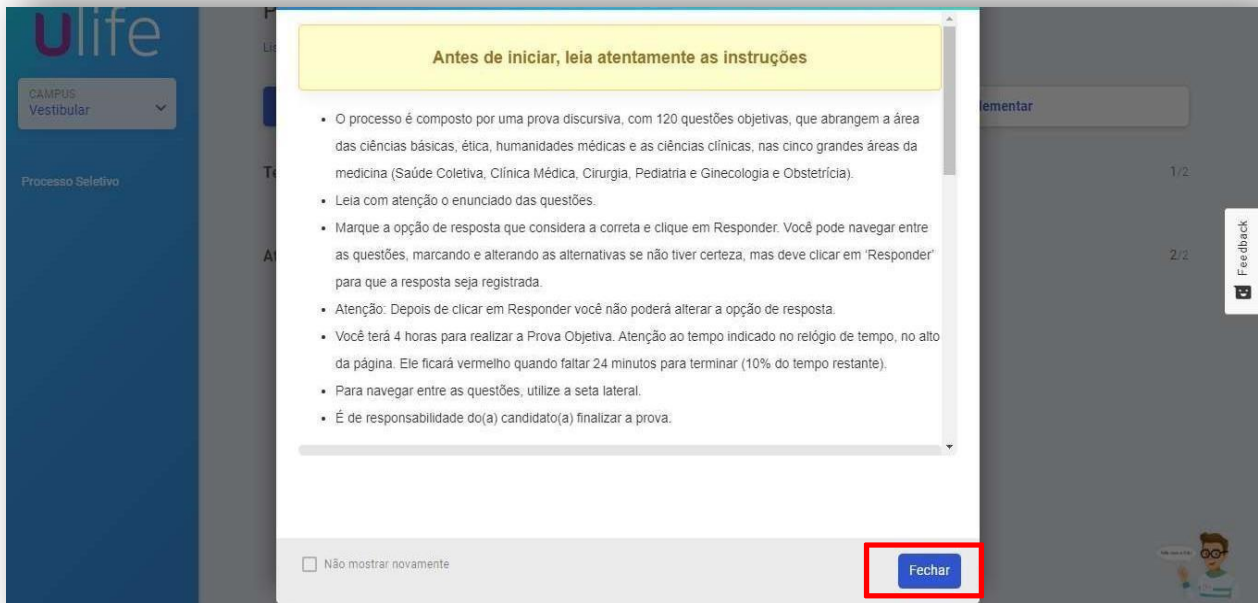 Ulife
CAMPUS
Vestibular
Processo Seletivo
Antes de iniciar, leia atentamente as instruções
• O processo é composto por uma prova discursiva, com 120 questões objetivas, que abrangem a área
das ciências básicas, ética, humanidades médicas e as ciências clínicas, nas cinco grandes áreas da
medicina (Saúde Coletiva, Clínica Médica, Cirurgia, Pediatria e Ginecologia e Obstetrícia).
• Leia com atenção o enunciado das questões.
• Marque a opção de resposta que considera a correta e clique em Responder. Você pode navegar entre
as questões, marcando e alterando as alternativas se não tiver certeza, mas deve clicar em 'Responder'
para que a resposta seja registrada.
• Atenção: Depois de clicar em Responder você não poderá alterar a opção de resposta.
• Você terá 4 horas para realizar a Prova Objetiva. Atenção ao tempo indicado no relógio de tempo, no alto
da página. Ele ficará vermelho quando faltar 24 minutos para terminar (10% do tempo restante).
• Para navegar entre as questões, utilize a seta lateral.
• É de responsabilidade do(a) candidato(a) finalizar a prova.
Não mostrar novamente
Fechar
lementar
1/2
2/2
Feedback